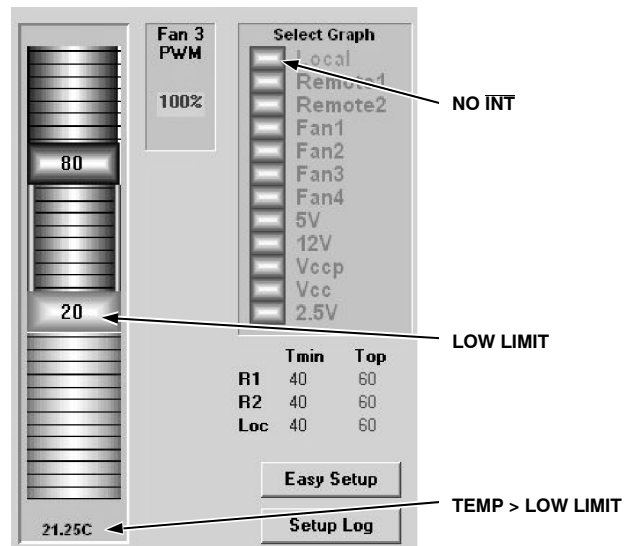 Fan 3
PWM
100%
80
20
21.25C
Select Graph
Local
Remote1
Remote2
Fan1
Fan2
Fan3
Fan4
5V
12V
Vccp
Vcc
2.5V
Tmin Top
R1 40 60
R2 40 60
Loc 40 60
Easy Setup
Setup Log
NO I̅N̅T̅
LOW LIMIT
TEMP > LOW LIMIT